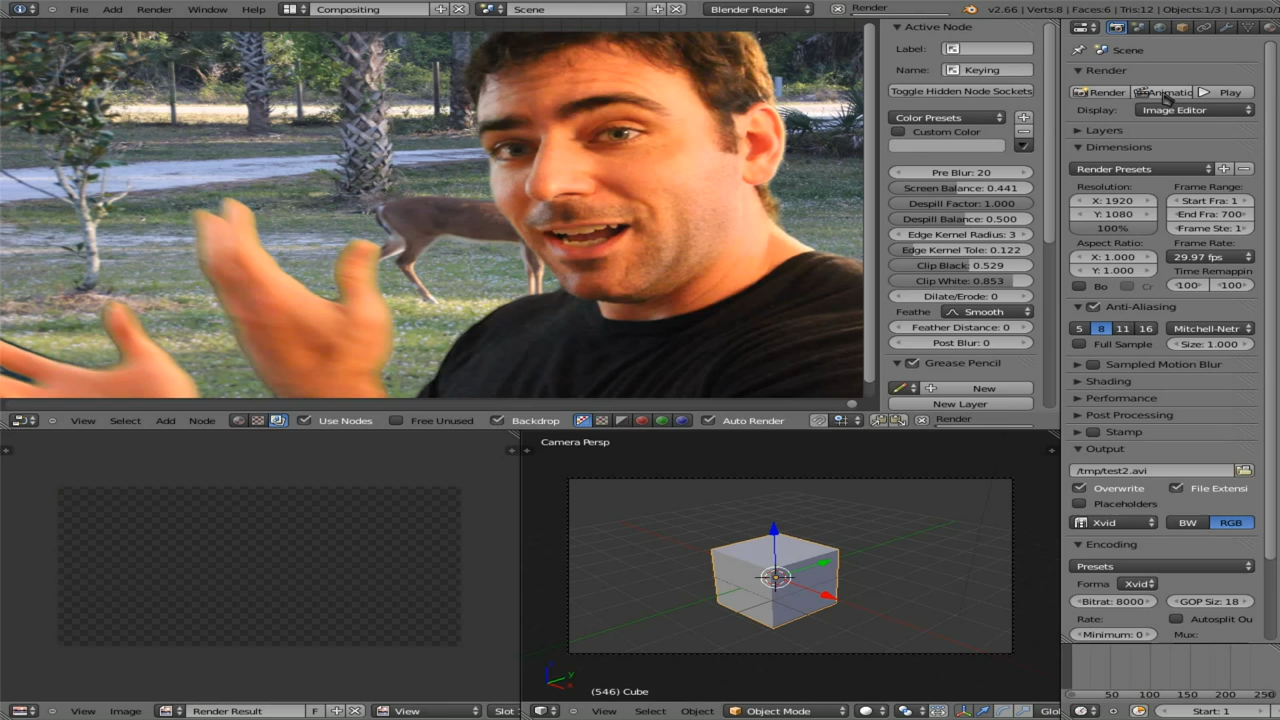 File Add Render Window Help Compositing Scene 2 Blender Render Render v2.66 | Verts:8 | Faces:6 | Tris:12 | Objects:1/3 | Lamps:0/
Active Node
Label:
Name: Keying
Toggle Hidden Node Sockets
Color Presets
Custom Color
Pre Blur: 20
Screen Balance: 0.441
Despill Factor: 1.000
Despill Balance: 0.500
Edge Kernel Radius: 3
Edge Kernel Tole: 0.122
Clip Black: 0.529
Clip White: 0.853
Dilate/Erode: 0
Feathe Smooth
Feather Distance: 0
Post Blur: 0
Grease Pencil
New
New Layer
Scene
Render
Render Animatic Play
Display: Image Editor
Layers
Dimensions
Render Presets
Resolution: Frame Range:
X: 1920 Start Fra: 1
Y: 1080 End Fra: 700
100% Frame Ste: 1
Aspect Ratio: Frame Rate:
X: 1.000 29.97 fps
Y: 1.000 Time Remappin
Bo Cr 100 100
Anti-Aliasing
5 8 11 16 Mitchell-Netr
Full Sample Size: 1.000
Sampled Motion Blur
Shading
Performance
Post Processing
Stamp
Output
/tmp/test2.avi
Overwrite File Extensi
Placeholders
Xvid BW RGB
Encoding
Presets
Forma Xvid
Bitrat: 8000 GOP Siz: 18
Rate: Autosplit Ou
Minimum: 0 Mux:
50 100 150 200 250
Start: 1
View Select Add Node Use Nodes Free Unused Backdrop Auto Render Render
Camera Persp
(546) Cube
View Image Render Result F View Slot
View Select Object Object Mode Glol